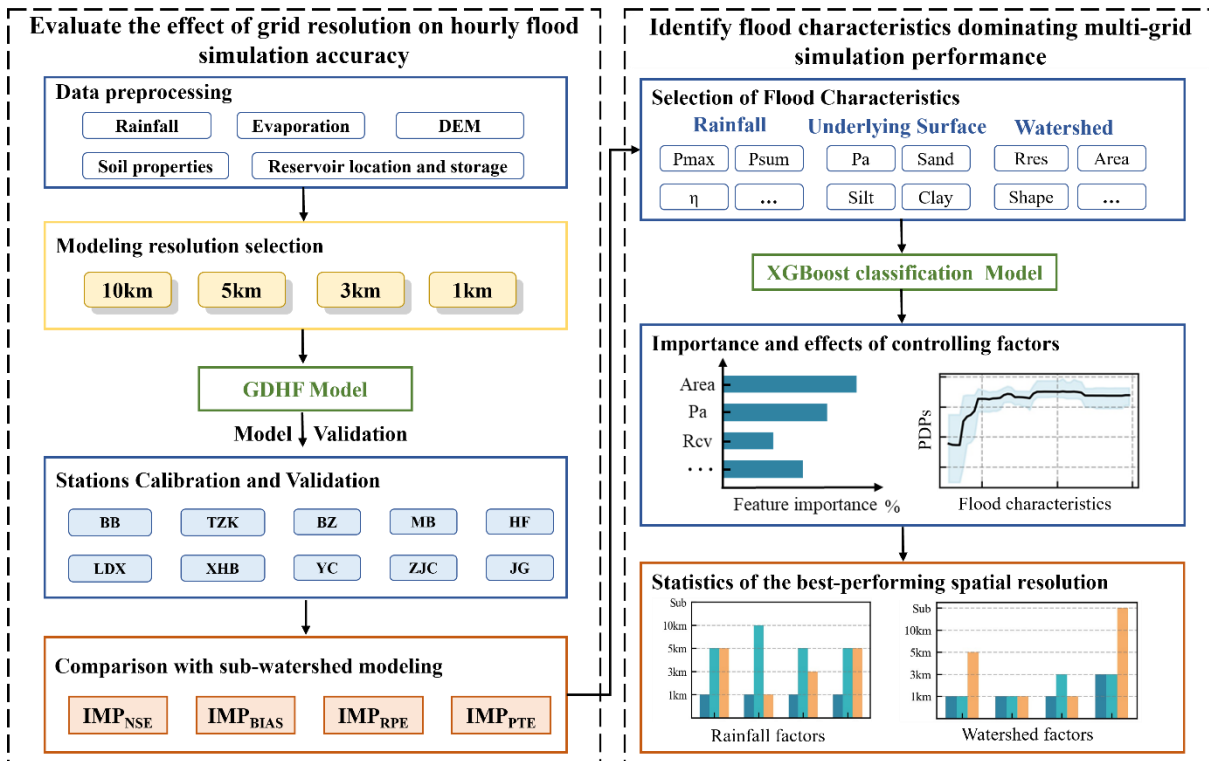 Evaluate the effect of grid resolution on hourly flood
simulation accuracy
Data preprocessing
Rainfall
Evaporation
DEM
Soil properties
Reservoir location and storage
Modeling resolution selection
10km
5km
3km
1km
GDHF Model
Model Validation
Stations Calibration and Validation
BB
TZK
BZ
MB
HF
LDX
XHB
YC
ZJC
JG
Comparison with sub-watershed modeling
IMP_NSE
IMP_BIAS
IMP_RPE
IMP_PTE
Identify flood characteristics dominating multi-grid
simulation performance
Selection of Flood Characteristics
Rainfall
Underlying Surface
Watershed
Pmax
Psum
Pa
Sand
Rres
Area
η
...
Silt
Clay
Shape
...
XGBoost classification Model
Importance and effects of controlling factors
Area
Pa
Rcv
...
Feature importance %
PDPs
Flood characteristics
Statistics of the best-performing spatial resolution
Sub
10km
5km
3km
1km
Rainfall factors
Sub
10km
5km
3km
1km
Watershed factors